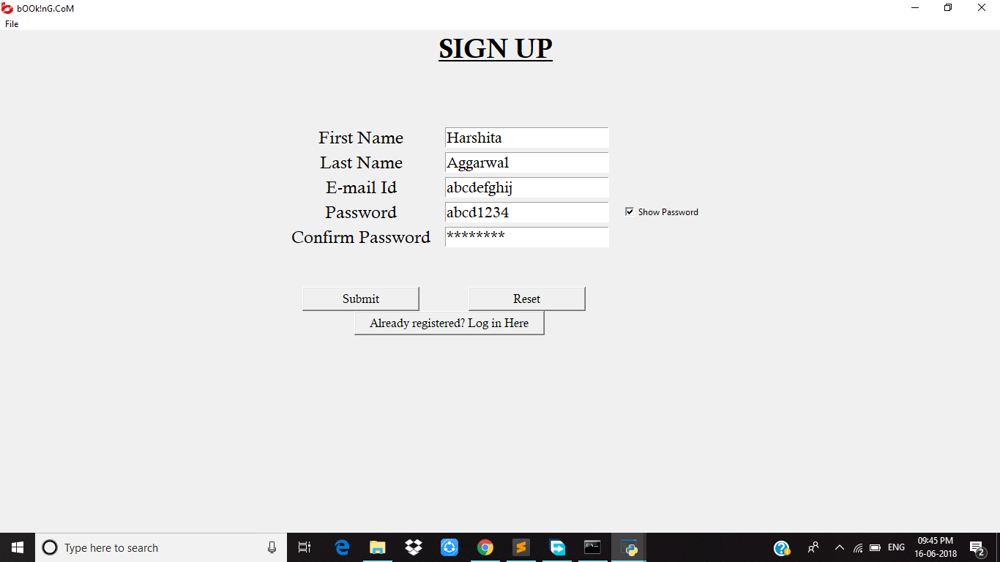 bOOk!nG.CoM
File
SIGN UP
First Name Harshita
Last Name Aggarwal
E-mail Id abcdefghij
Password abcd1234 Show Password
Confirm Password ********
Submit Reset
Already registered? Log in Here
Type here to search
ENG
09:45 PM
16-06-2018
2